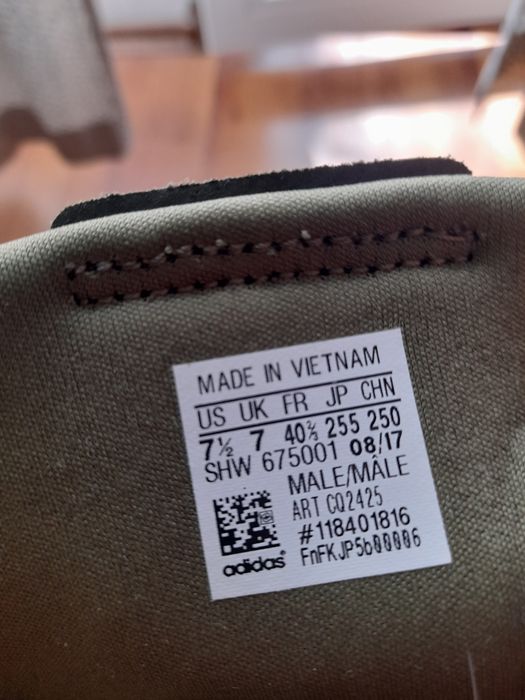 MADE IN VIETNAM
US UK FR JP CHN
7½ 7 40⅔ 255 250
SHW 675001 08/17
MALE/MÂLE
ART CQ2425
#118401816
FnFKJP5b00006
adidas®